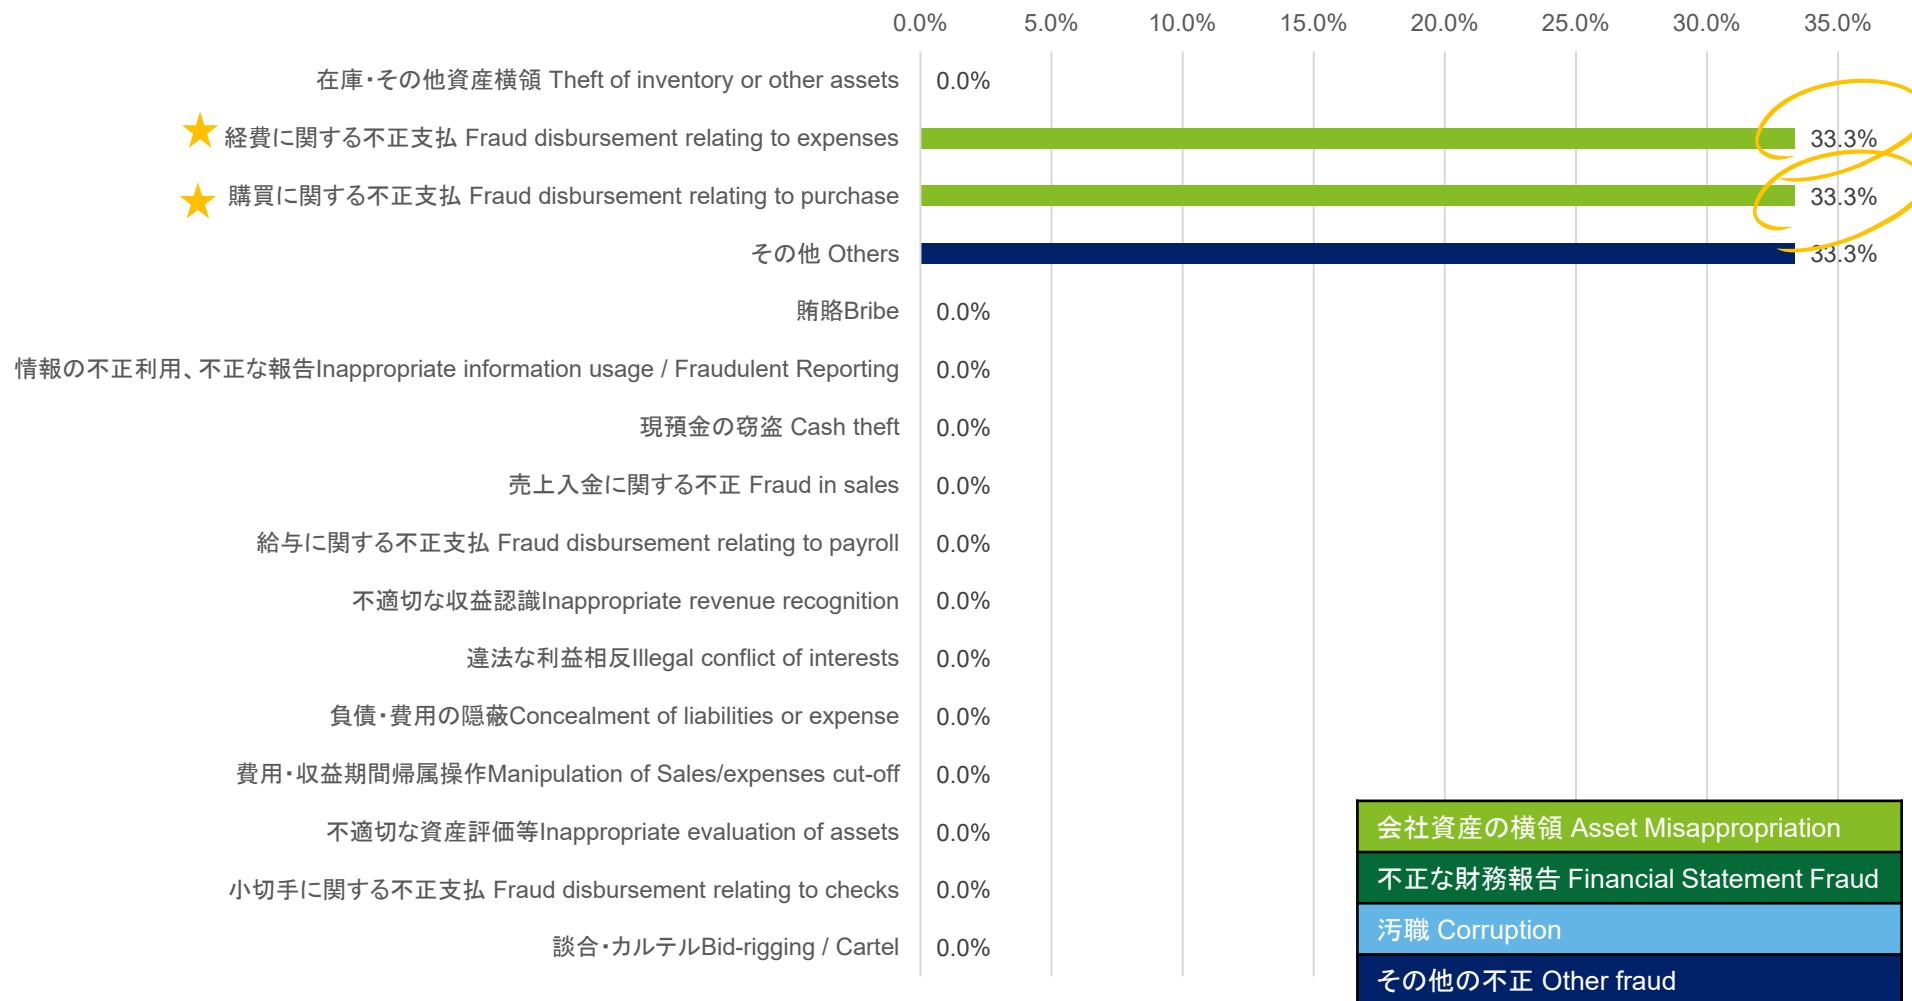 0.0% 5.0% 10.0% 15.0% 20.0% 25.0% 30.0% 35.0%
在庫・その他資産横領 Theft of inventory or other assets 0.0%
経費に関する不正支払 Fraud disbursement relating to expenses 33.3%
購買に関する不正支払 Fraud disbursement relating to purchase 33.3%
その他 Others 33.3%
賄賂Bribe 0.0%
情報の不正利用、不正な報告Inappropriate information usage / Fraudulent Reporting 0.0%
現預金の窃盗 Cash theft 0.0%
売上入金に関する不正 Fraud in sales 0.0%
給与に関する不正支払 Fraud disbursement relating to payroll 0.0%
不適切な収益認識Inappropriate revenue recognition 0.0%
違法な利益相反Illegal conflict of interests 0.0%
負債・費用の隠蔽Concealment of liabilities or expense 0.0%
費用・収益期間帰属操作Manipulation of Sales/expenses cut-off 0.0%
不適切な資産評価等Inappropriate evaluation of assets 0.0%
小切手に関する不正支払 Fraud disbursement relating to checks 0.0%
談合・カルテルBid-rigging / Cartel 0.0%
会社資産の横領 Asset Misappropriation
不正な財務報告 Financial Statement Fraud
汚職 Corruption
その他の不正 Other fraud